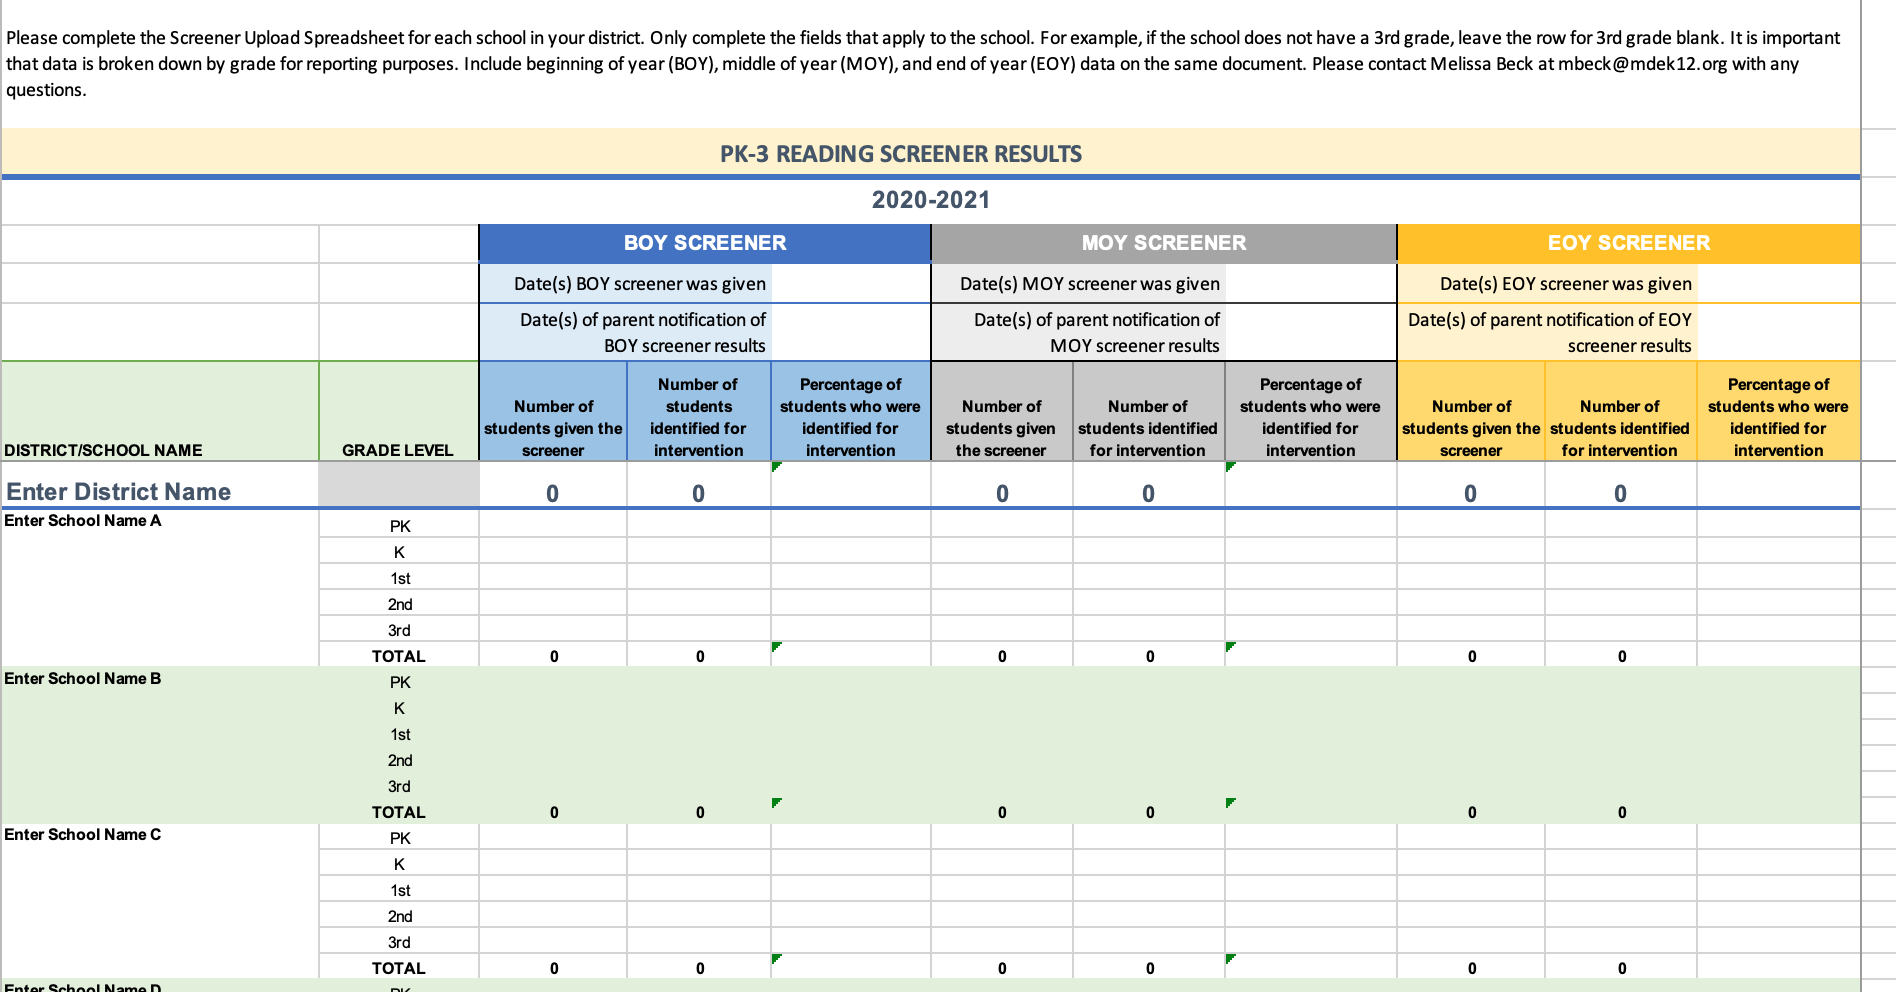 Please complete the Screener Upload Spreadsheet for each school in your district. Only complete the fields that apply to the school. For example, if the school does not have a 3rd grade, leave the row for 3rd grade blank. It is important
that data is broken down by grade for reporting purposes. Include beginning of year (BOY), middle of year (MOY), and end of year (EOY) data on the same document. Please contact Melissa Beck at mbeck@mdek12.org with any
questions.
PK-3 READING SCREENER RESULTS
2020-2021
BOY SCREENER MOY SCREENER EOY SCREENER
Date(s) BOY screener was given Date(s) MOY screener was given Date(s) EOY screener was given
Date(s) of parent notification of Date(s) of parent notification of Date(s) of parent notification of EOY
BOY screener results MOY screener results screener results
Number of Percentage of Percentage of Percentage of
Number of students students who were Number of Number of students who were Number of Number of students who were
students given the identified for identified for students given students identified identified for students given the students identified identified for
DISTRICT/SCHOOL NAME GRADE LEVEL screener intervention intervention the screener for intervention intervention screener for intervention intervention
Enter District Name 0 0 0 0 0 0
Enter School Name A PK
K
1st
2nd
3rd
TOTAL 0 0 0 0 0 0
Enter School Name B PK
K
1st
2nd
3rd
TOTAL 0 0 0 0 0 0
Enter School Name C PK
K
1st
2nd
3rd
TOTAL 0 0 0 0 0 0
Enter School Name D PK